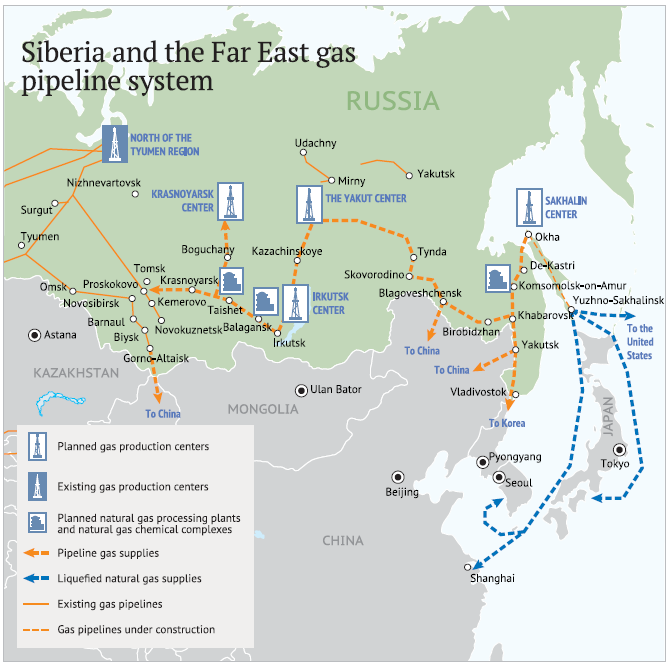 Siberia and the Far East gas
pipeline system
RUSSIA
NORTH OF THE
TYUMEN REGION
Udachny
Mirny
Yakutsk
Nizhnevartovsk
KRASNOYARSK
CENTER
THE YAKUT CENTER
SAKHALIN
CENTER
Surgut
Okha
Tyumen
Boguchany
Kazachinskoye
Tynda
De-Kastri
Tomsk
Skovorodino
Omsk
Proskokovo
Krasnoyarsk
Komsomolsk-on-Amur
Blagoveshchensk
Yuzhno-Sakhalinsk
Novosibirsk
Kemerovo
Taishet
IRKUTSK
CENTER
Khabarovsk
Barnaul
Novokuznetsk
Balagansk
Birobidzhan
To the
United
States
Astana
Biysk
Irkutsk
Yakutsk
To China
Gorno-Altaisk
To China
KAZAKHSTAN
Ulan Bator
Vladivostok
MONGOLIA
To China
To Korea
JAPAN
Planned gas production centers
Pyongyang
Tokyo
Seoul
Existing gas production centers
Beijing
Planned natural gas processing plants
and natural gas chemical complexes
CHINA
Pipeline gas supplies
Liquefied natural gas supplies
Shanghai
Existing gas pipelines
Gas pipelines under construction